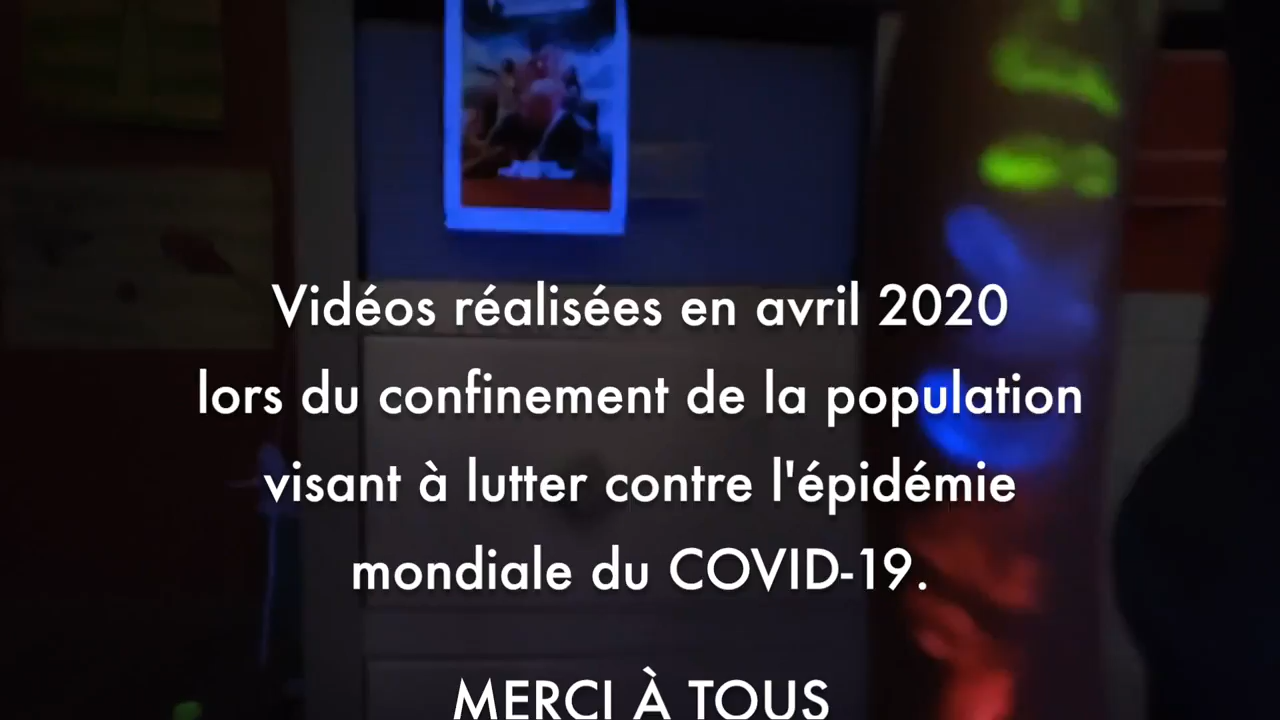 Vidéos réalisées en avril 2020
lors du confinement de la population
visant à lutter contre l'épidémie
mondiale du COVID-19.
MERCI À TOUS